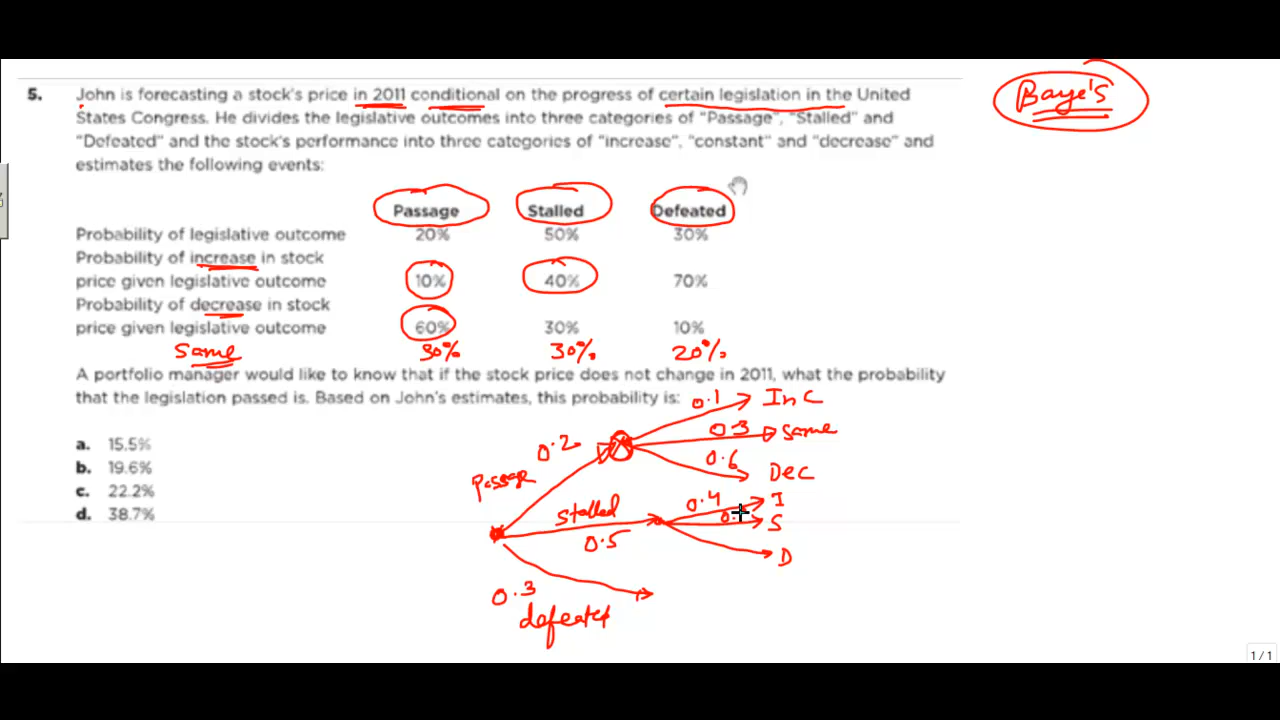 5. John is forecasting a stock's price in 2011 conditional on the progress of certain legislation in the United
States Congress. He divides the legislative outcomes into three categories of "Passage", "Stalled" and
"Defeated" and the stock's performance into three categories of "increase", "constant" and "decrease" and
estimates the following events:
Baye's
Passage Stalled Defeated
Probability of legislative outcome 20% 50% 30%
Probability of increase in stock
price given legislative outcome 10% 40% 70%
Probability of decrease in stock
price given legislative outcome 60% 30% 10%
Same 30% 30% 20%
A portfolio manager would like to know that if the stock price does not change in 2011, what the probability
that the legislation passed is. Based on John's estimates, this probability is:
a. 15.5%
b. 19.6%
c. 22.2%
d. 38.7%
0.1 Inc
0.3 Same
0.6 Dec
0.2
Passage
Stalled
0.5
0.4 I
S
D
0.3
defeated
1 / 1